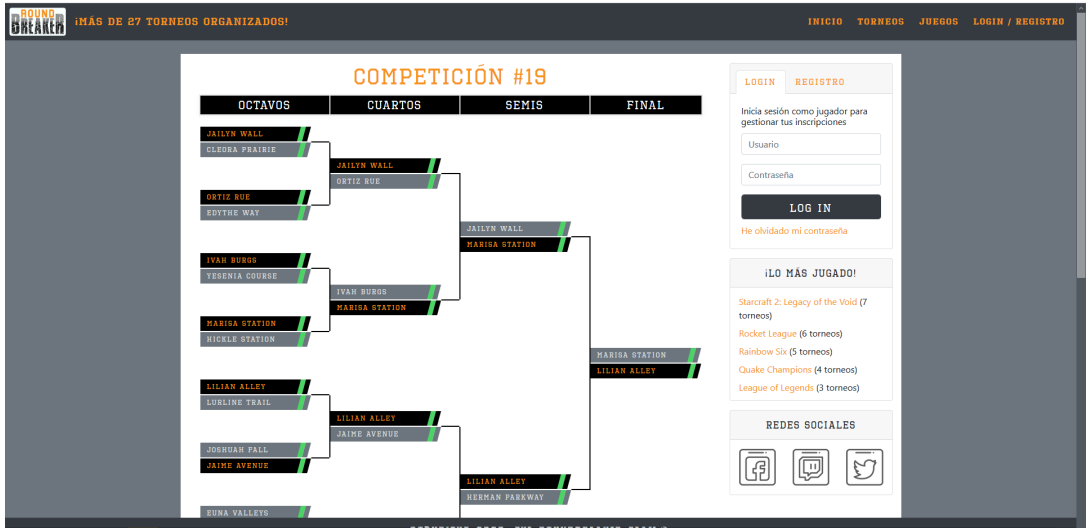 ROUND BREAKER
¡MÁS DE 27 TORNEOS ORGANIZADOS!
INICIO TORNEOS JUEGOS LOGIN / REGISTRO
COMPETICIÓN #19
OCTAVOS CUARTOS SEMIS FINAL
JAILYN WALL
CLEORA PRAIRIE
ORTIZ RUE
EDYTHE WAY
IVAH BURGS
YESENIA COURSE
MARISA STATION
HICKLE STATION
LILIAN ALLEY
LURLINE TRAIL
JOSHUAH FALL
JAIME AVENUE
EUNA VALLEYS
JAILYN WALL
ORTIZ RUE
IVAH BURGS
MARISA STATION
LILIAN ALLEY
JAIME AVENUE
JAILYN WALL
MARISA STATION
LILIAN ALLEY
HERMAN PARKWAY
MARISA STATION
LILIAN ALLEY
LOGIN REGISTRO
Inicia sesión como jugador para
gestionar tus inscripciones
Usuario
Contraseña
LOG IN
He olvidado mi contraseña
¡LO MÁS JUGADO!
Starcraft 2: Legacy of the Void (7
torneos)
Rocket League (6 torneos)
Rainbow Six (5 torneos)
Quake Champions (4 torneos)
League of Legends (3 torneos)
REDES SOCIALES